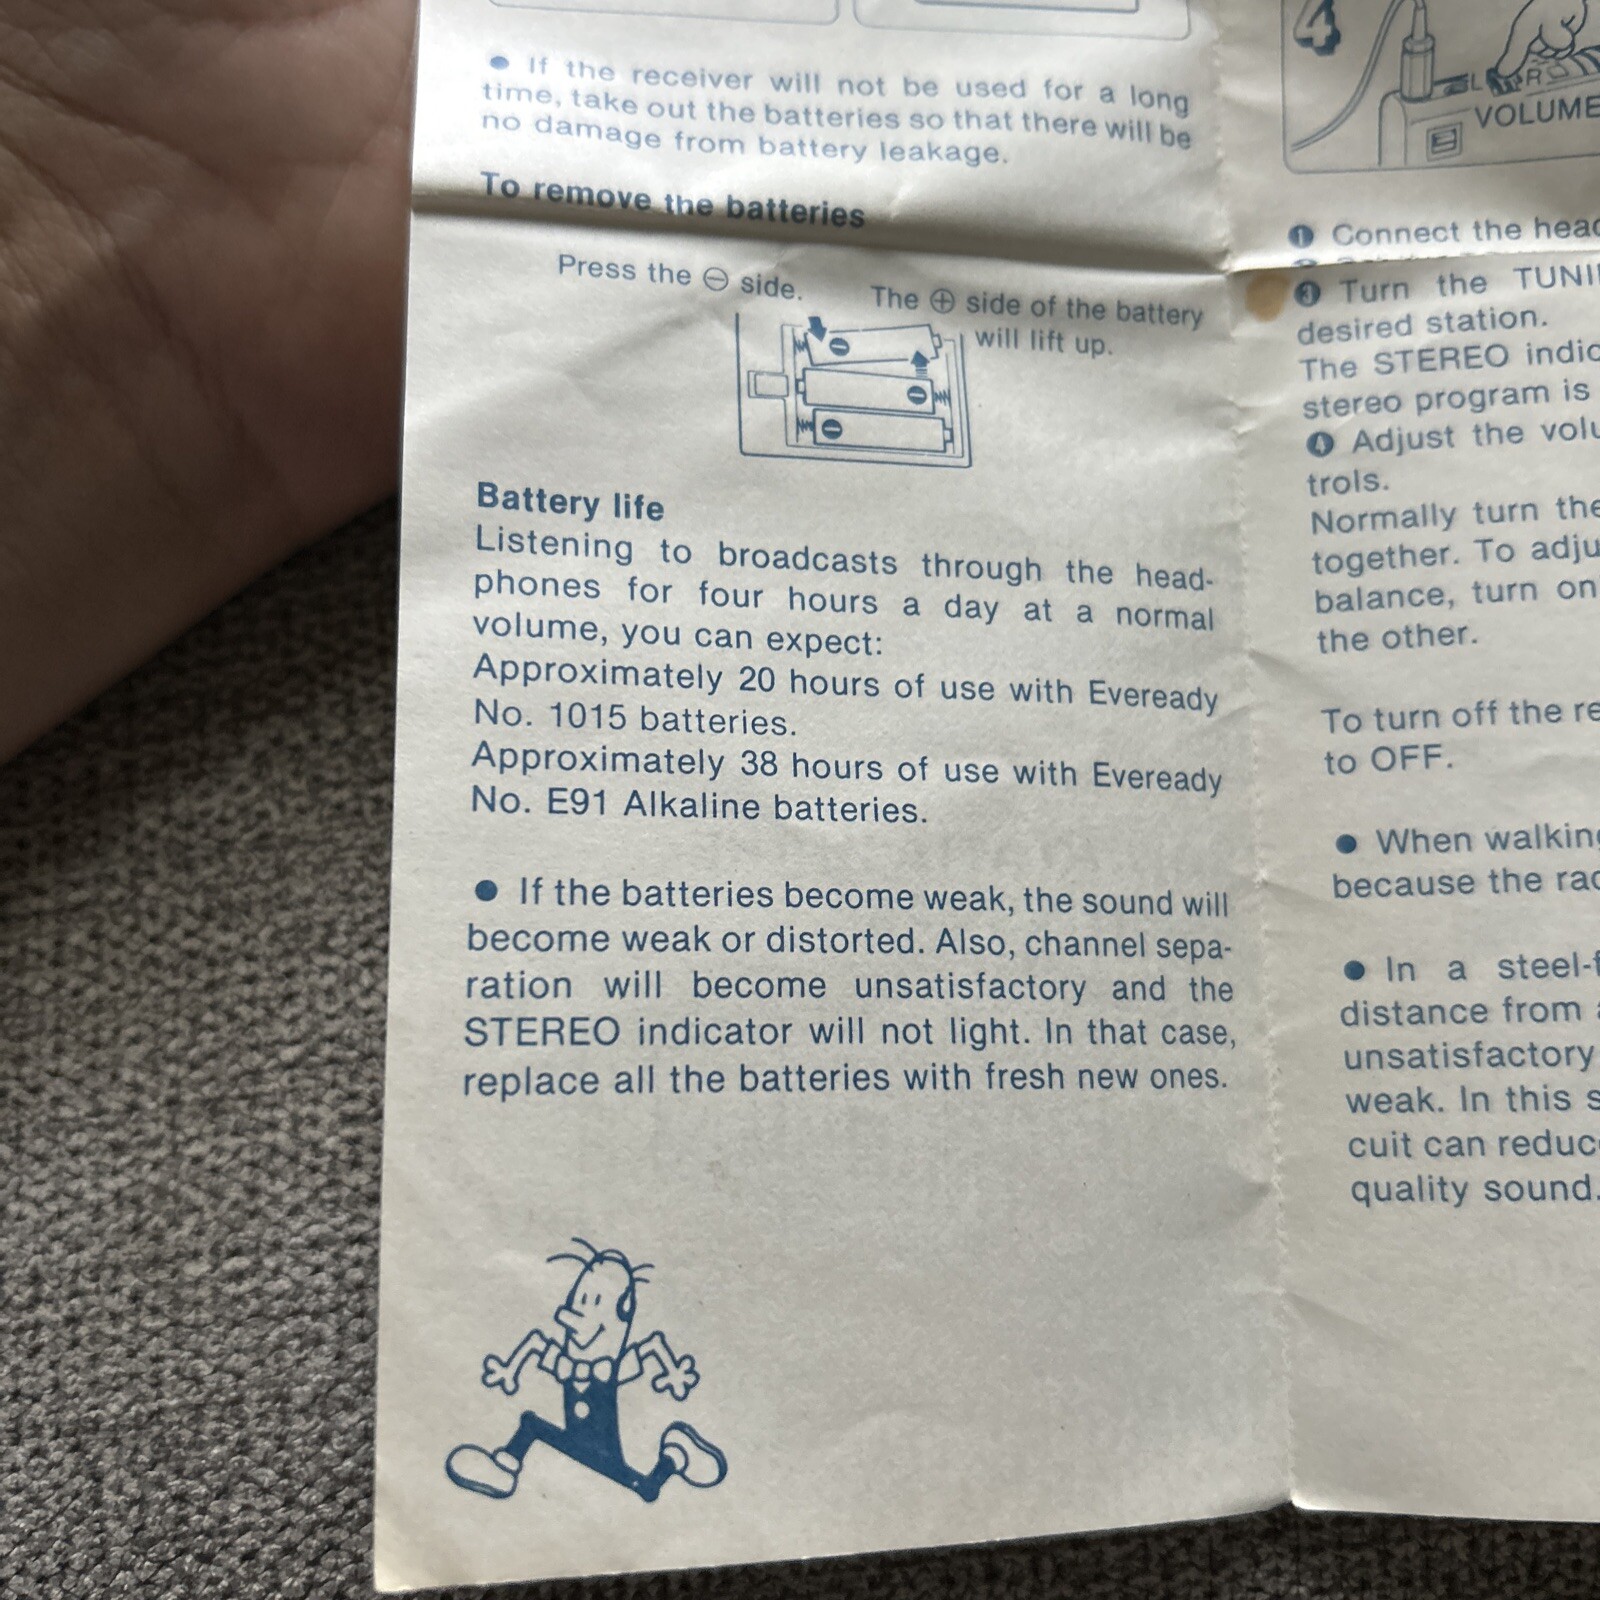 ● If the receiver will not be used for a long
time, take out the batteries so that there will be
no damage from battery leakage.
To remove the batteries
Press the ⊖ side.
The ⊕ side of the battery
will lift up.
Battery life
Listening to broadcasts through the head-
phones for four hours a day at a normal
volume, you can expect:
Approximately 20 hours of use with Eveready
No. 1015 batteries.
Approximately 38 hours of use with Eveready
No. E91 Alkaline batteries.
● If the batteries become weak, the sound will
become weak or distorted. Also, channel sepa-
ration will become unsatisfactory and the
STEREO indicator will not light. In that case,
replace all the batteries with fresh new ones.
4
L R
VOLUME
❶ Connect the
❸ Turn the
desired station.
The STEREO
stereo program is
❹ Adjust the
trols.
Normally turn the
together. To
balance, turn
the other.
To turn off the
to OFF.
● When
because the
● In a
distance from
unsatisfactory
weak. In this
cuit can
quality sound.